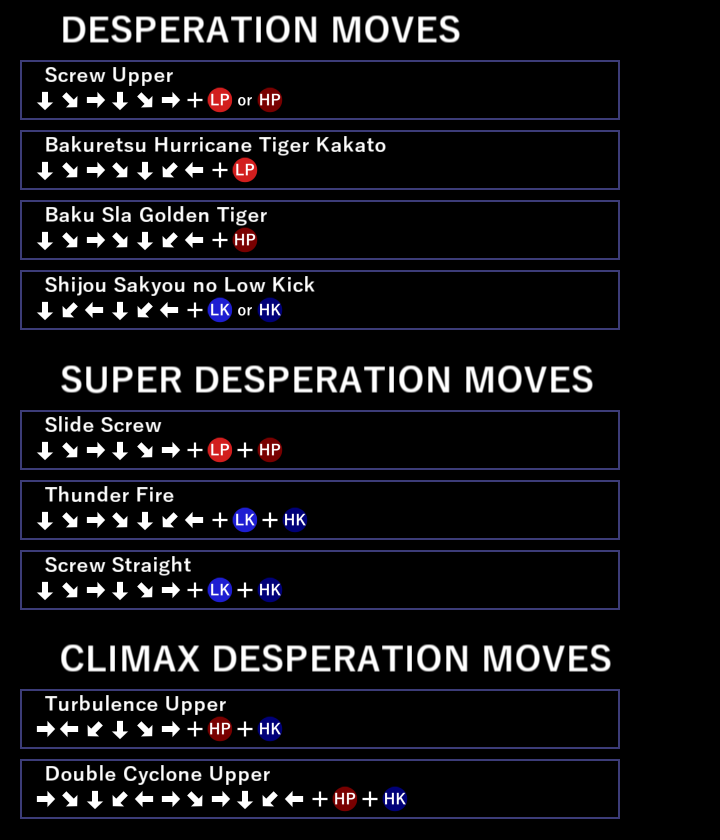 DESPERATION MOVES
Screw Upper
↓ ↘ → ↓ ↘ → + LP or HP
Bakuretsu Hurricane Tiger Kakato
↓ ↘ → ↘ ↓ ↙ ← + LP
Baku Sla Golden Tiger
↓ ↘ → ↘ ↓ ↙ ← + HP
Shijou Sakyou no Low Kick
↓ ↙ ← ↓ ↙ ← + LK or HK
SUPER DESPERATION MOVES
Slide Screw
↓ ↘ → ↓ ↘ → + LP + HP
Thunder Fire
↓ ↘ → ↘ ↓ ↙ ← + LK + HK
Screw Straight
↓ ↘ → ↓ ↘ → + LK + HK
CLIMAX DESPERATION MOVES
Turbulence Upper
→ ← ↙ ↓ ↘ → + HP + HK
Double Cyclone Upper
→ ↘ ↓ ↙ ← → ↘ → ↓ ↙ ← + HP + HK